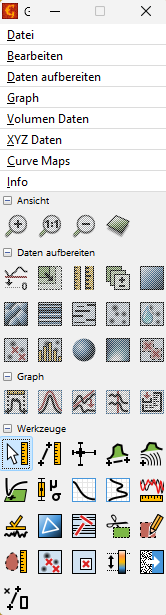 G
Datei
Bearbeiten
Daten aufbereiten
Graph
Volumen Daten
XYZ Daten
Curve Maps
Info
Ansicht
1:1
Daten aufbereiten
Graph
Werkzeuge